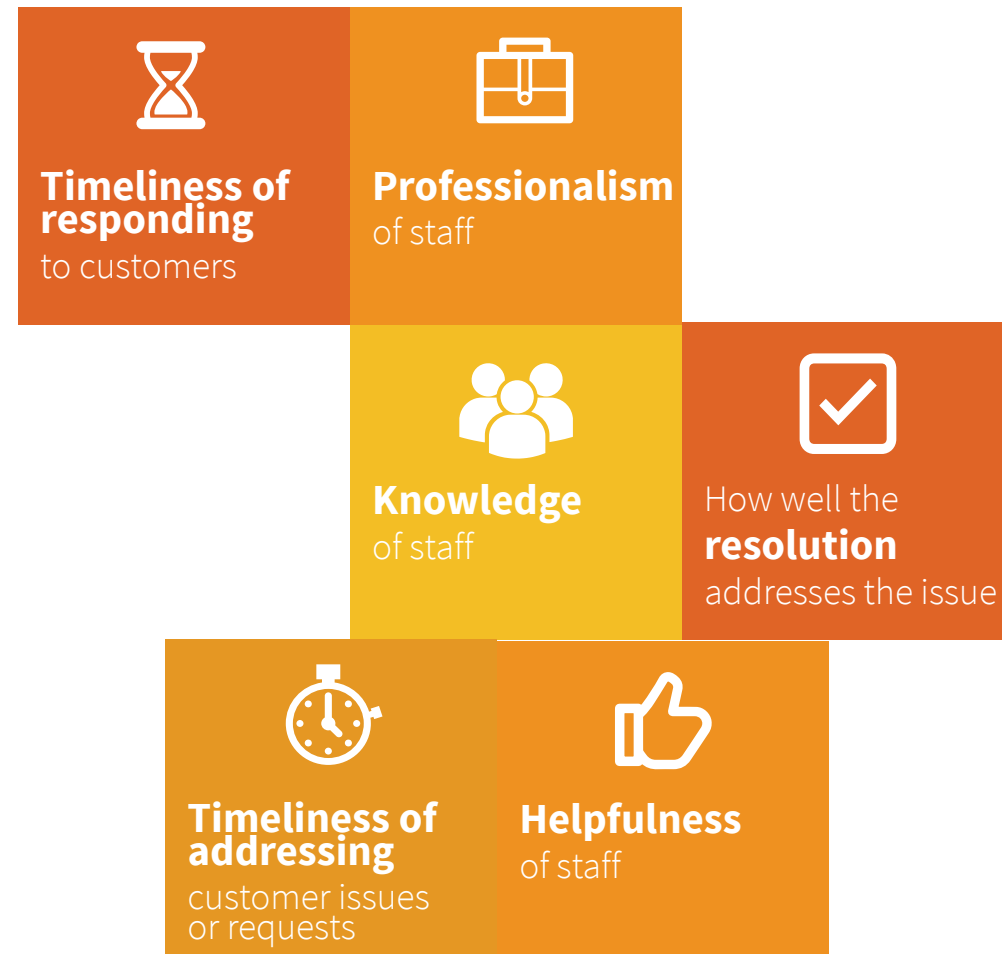 Timeliness of
responding
to customers
Professionalism
of staff
Knowledge
of staff
How well the
resolution
addresses the issue
Timeliness of
addressing
customer issues
or requests
Helpfulness
of staff